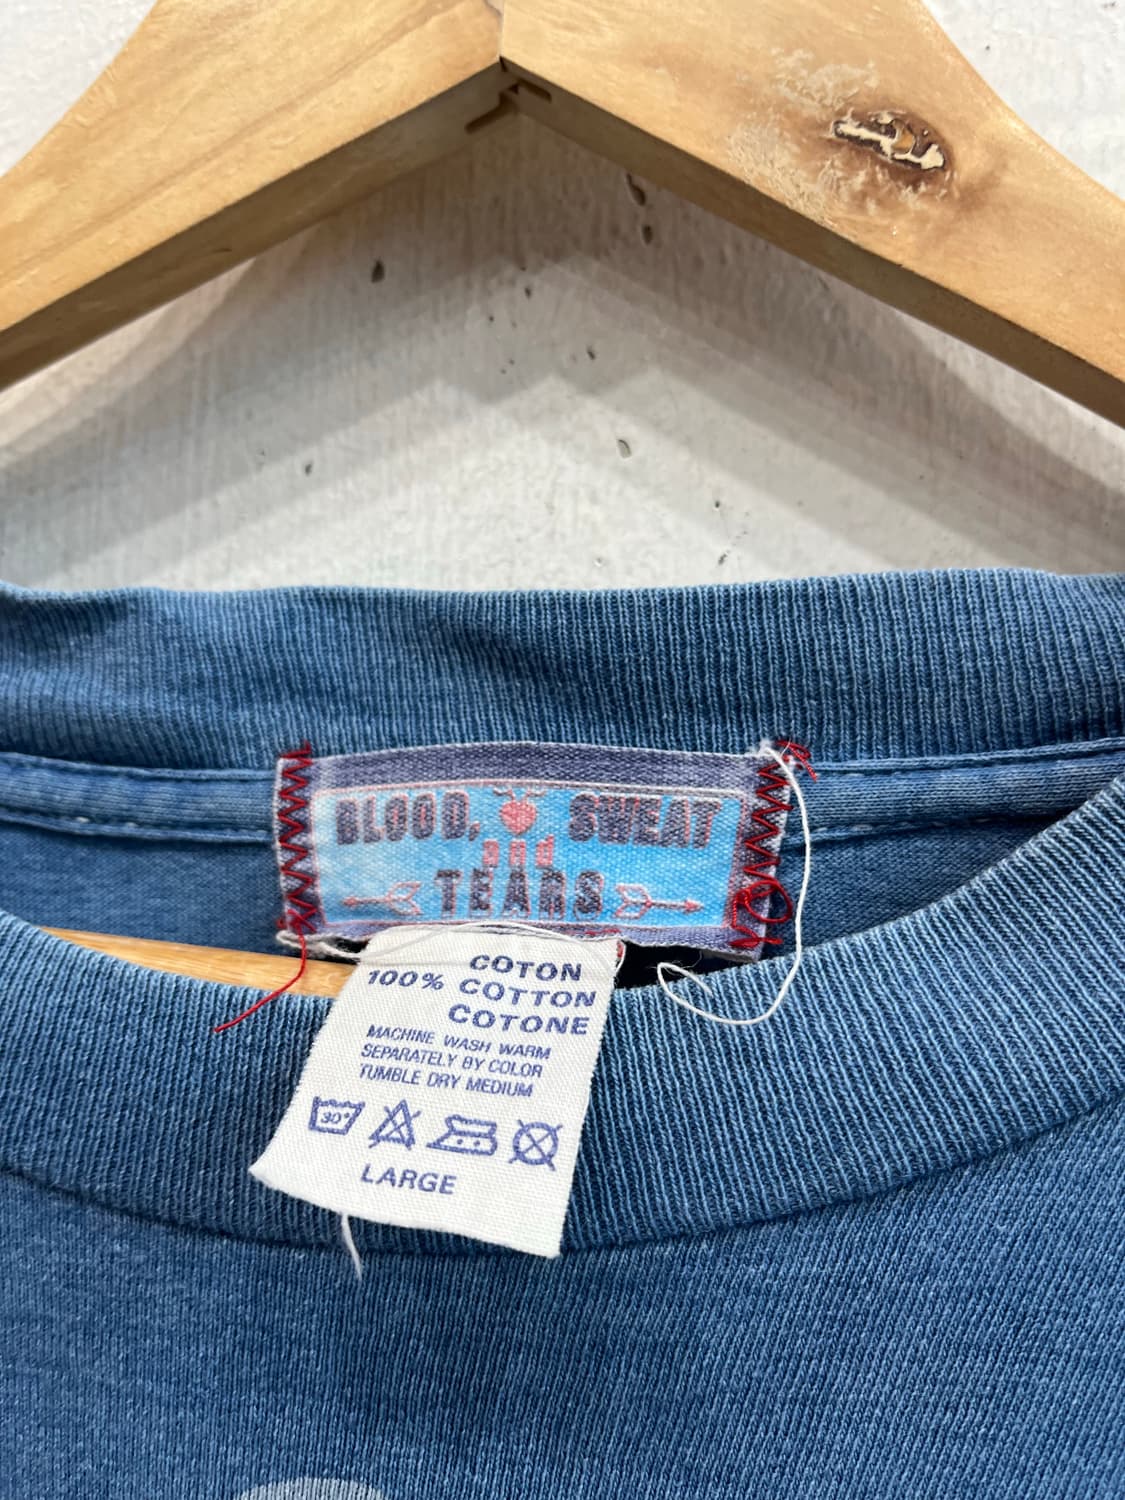 BLOOD, SWEAT
and
TEARS
COTON
100% COTTON
COTONE
MACHINE WASH WARM
SEPARATELY BY COLOR
TUMBLE DRY MEDIUM
30°
LARGE